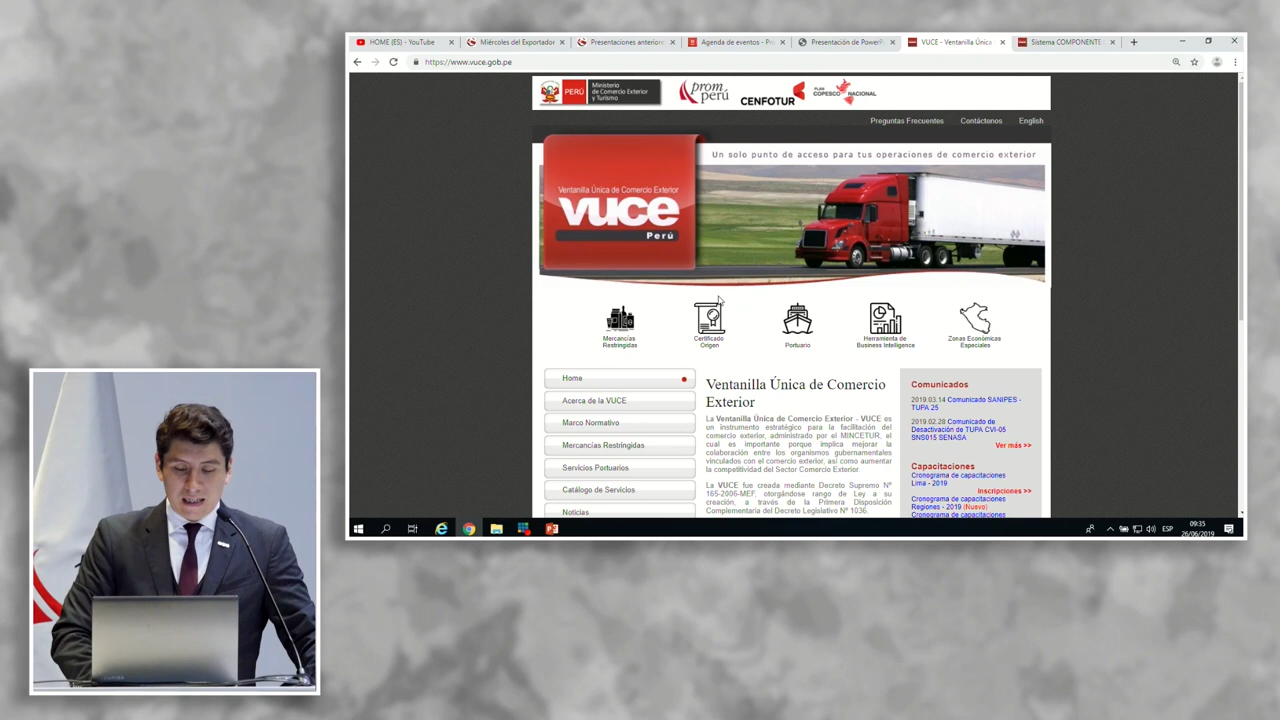 HOME (ES) - YouTube
Miércoles del Exportador
Presentaciones anteriore
Agenda de eventos - Pr
Presentación de PowerP
VUCE - Ventanilla Única
Sistema COMPONENTE
https://www.vuce.gob.pe
PERÚ
Ministerio
de Comercio Exterior
y Turismo
prom
perú
CENFOTUR
PLAN
COPESCO NACIONAL
Preguntas Frecuentes
Contáctenos
English
Un solo punto de acceso para tus operaciones de comercio exterior
Ventanilla Única de Comercio Exterior
vuce
Perú
Mercancías
Restringidas
Certificado
Origen
Portuario
Herramienta de
Business Intelligence
Zonas Económicas
Especiales
Home
Acerca de la VUCE
Marco Normativo
Mercancías Restringidas
Servicios Portuarios
Catálogo de Servicios
Noticias
Ventanilla Única de Comercio
Exterior
La Ventanilla Única de Comercio Exterior - VUCE es
un instrumento estratégico para la facilitación del
comercio exterior, administrado por el MINCETUR, el
cual es importante porque implica mejorar la
colaboración entre los organismos gubernamentales
vinculados con el comercio exterior, así como aumentar
la competitividad del Sector Comercio Exterior.
La VUCE fue creada mediante Decreto Supremo Nº
165-2006-MEF, otorgándose rango de Ley a su
creación, a través de la Primera Disposición
Complementaria del Decreto Legislativo Nº 1036.
Comunicados
2019.03.14 Comunicado SANIPES -
TUPA 25
2019.02.28 Comunicado de
Desactivación de TUPA CVI-05
SNS015 SENASA
Ver más >>
Capacitaciones
Cronograma de capacitaciones
Lima - 2019
Inscripciones >>
Cronograma de capacitaciones
Regiones - 2019 (Nuevo)
Cronograma de capacitaciones
ESP
09:35
26/06/2019